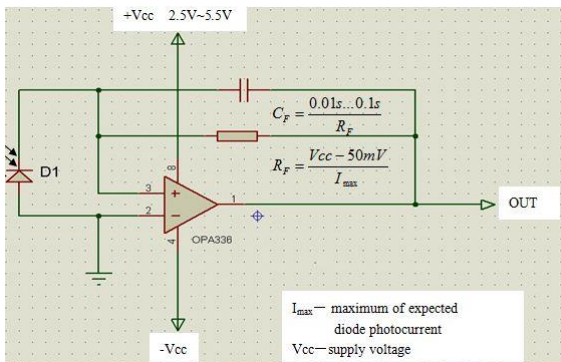 +Vcc 2.5V~5.5V
C_F = 0.01s...0.1s / R_F
R_F = Vcc − 50mV / I_max
D1
8
3
+
1
2
−
OPA336
4
OUT
I_max— maximum of expected
diode photocurrent
Vcc—supply voltage
-Vcc